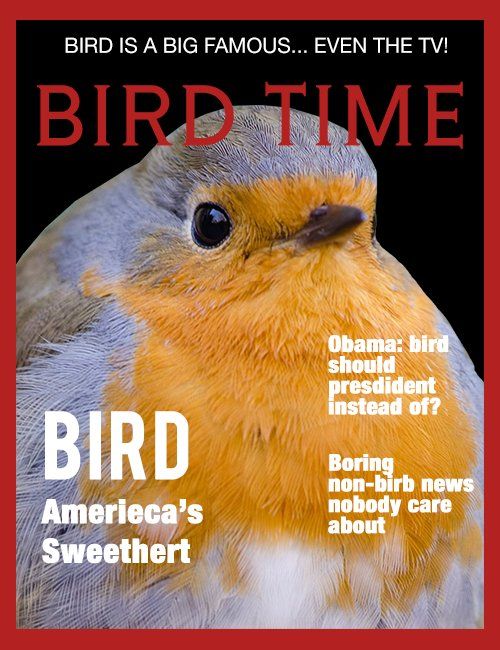 BIRD IS A BIG FAMOUS... EVEN THE TV!
BIRD TIME
Obama: bird
should
presdident
instead of?
BIRD
Amerieca's
Sweethert
Boring
non-birb news
nobody care
about